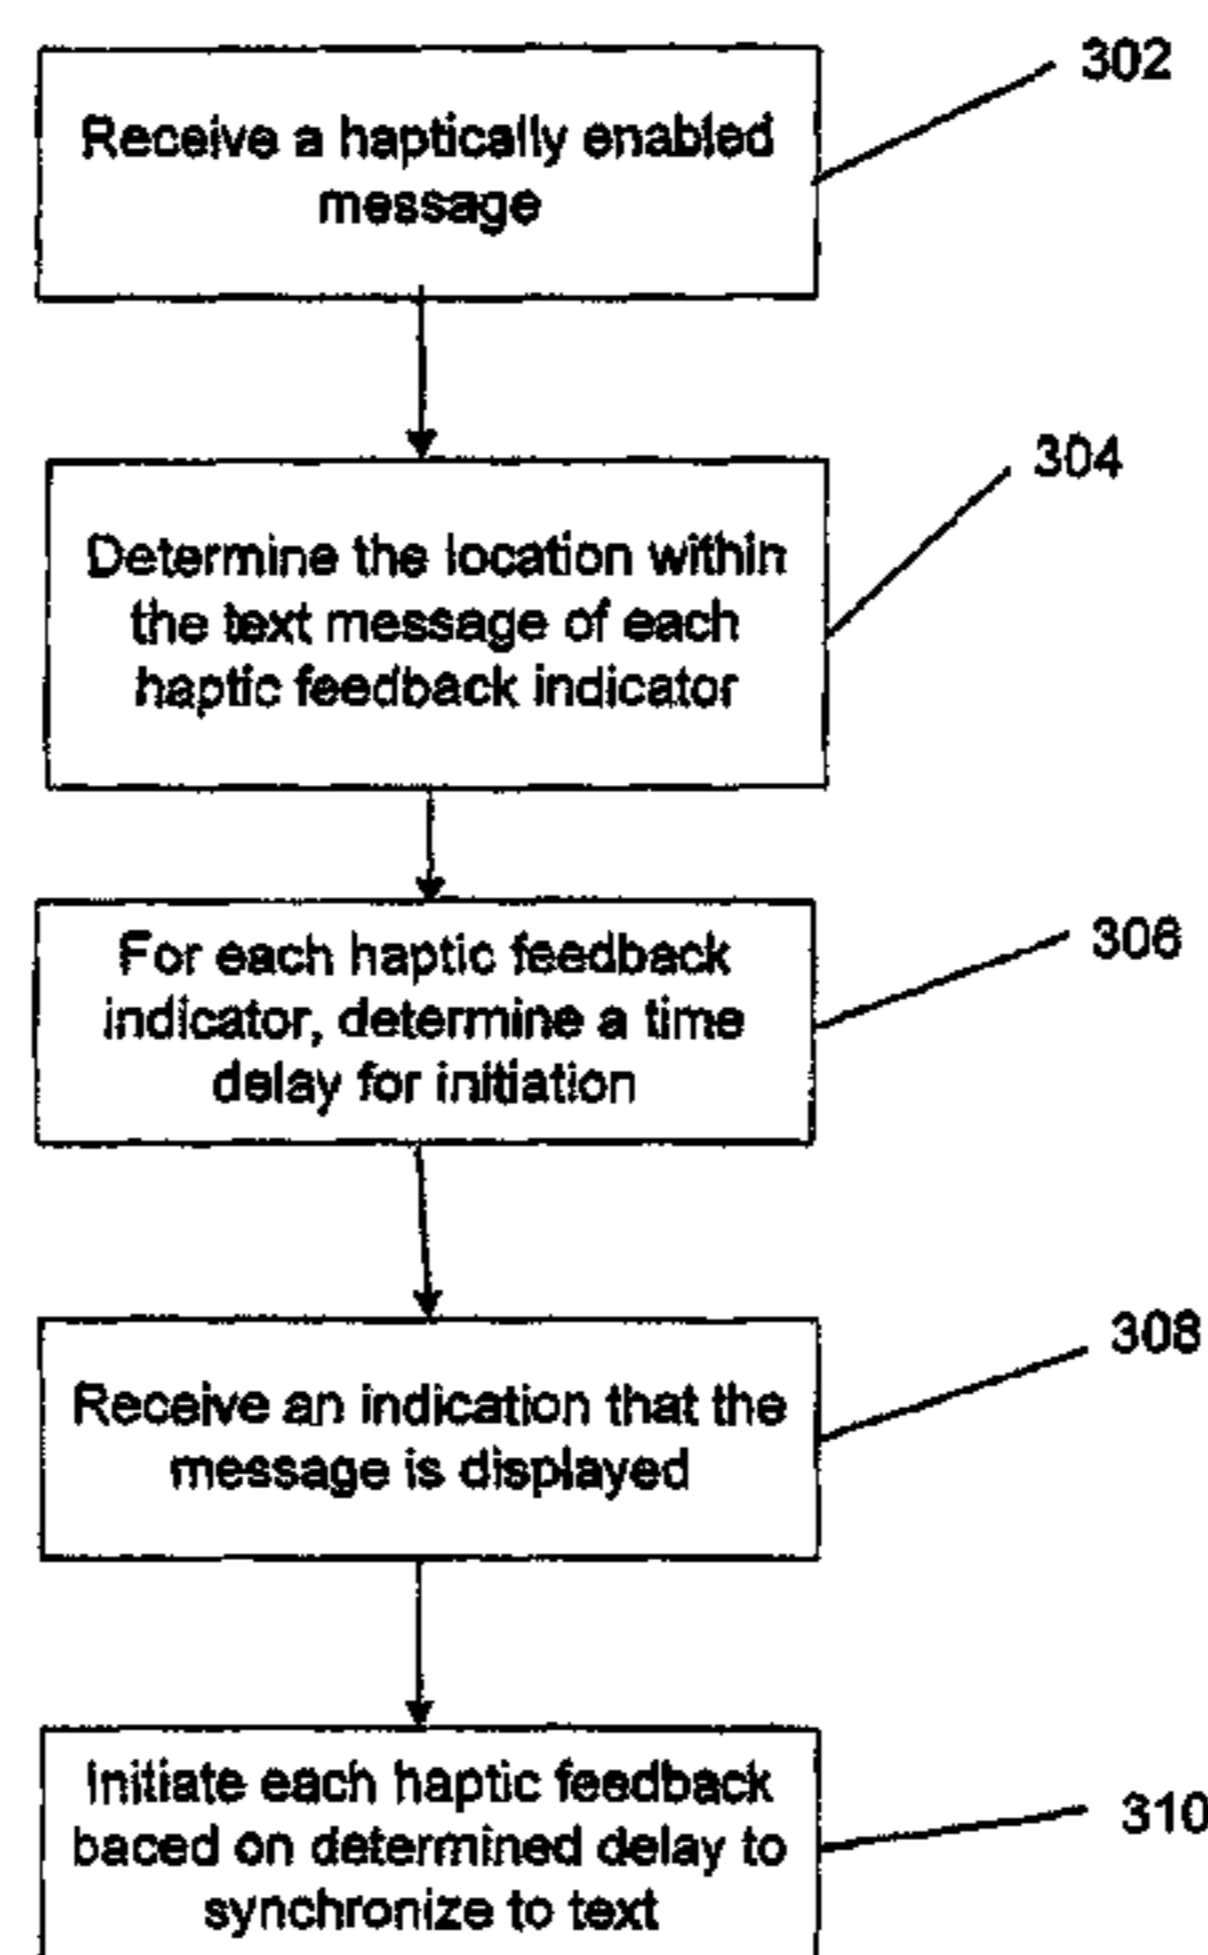 302
Receive a haptically enabled
message
304
Determine the location within
the text message of each
haptic feedback indicator
306
For each haptic feedback
indicator, determine a time
delay for initiation
308
Receive an indication that the
message is displayed
310
Initiate each haptic feedback
baced on determined delay to
synchronize to text